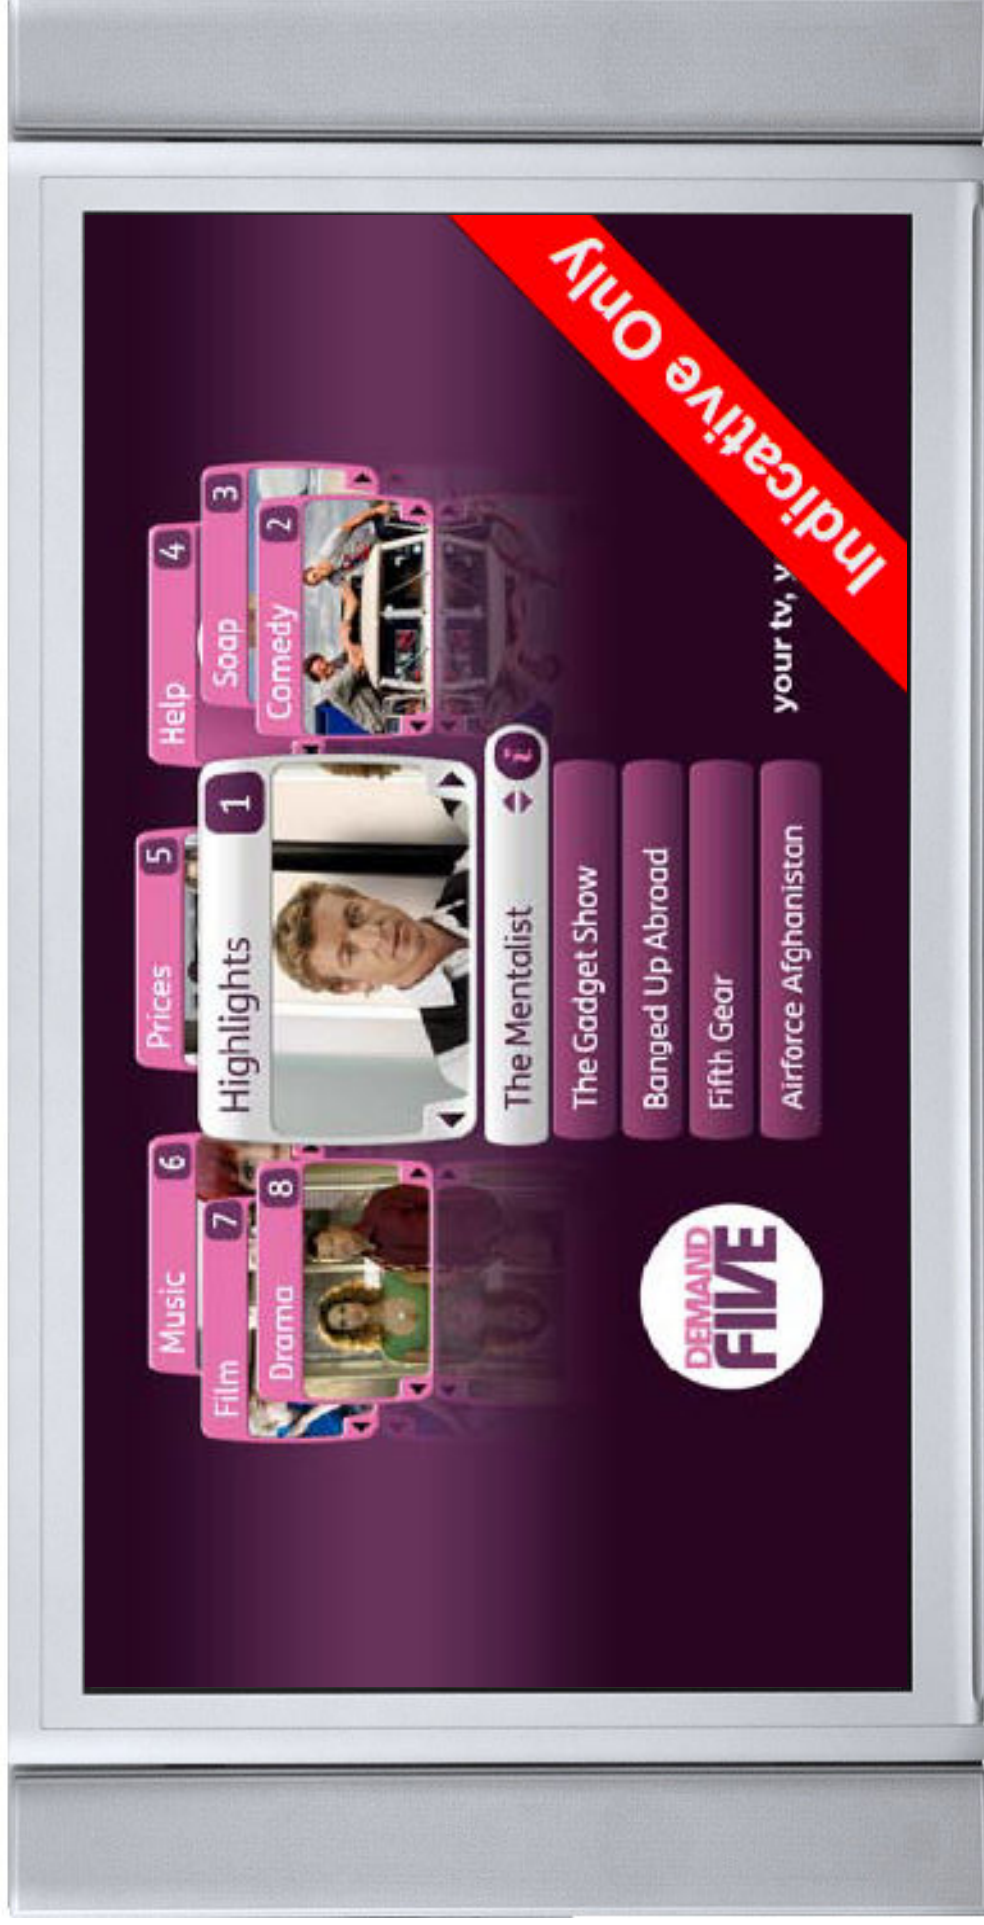 Prices 5
Music 6
Help 4
Film 7
Soap 3
Drama 8
Comedy 2
Highlights 1
The Mentalist i
The Gadget Show
Banged Up Abroad
Fifth Gear
Airforce Afghanistan
DEMAND
FIVE
your tv, y
Indicative Only